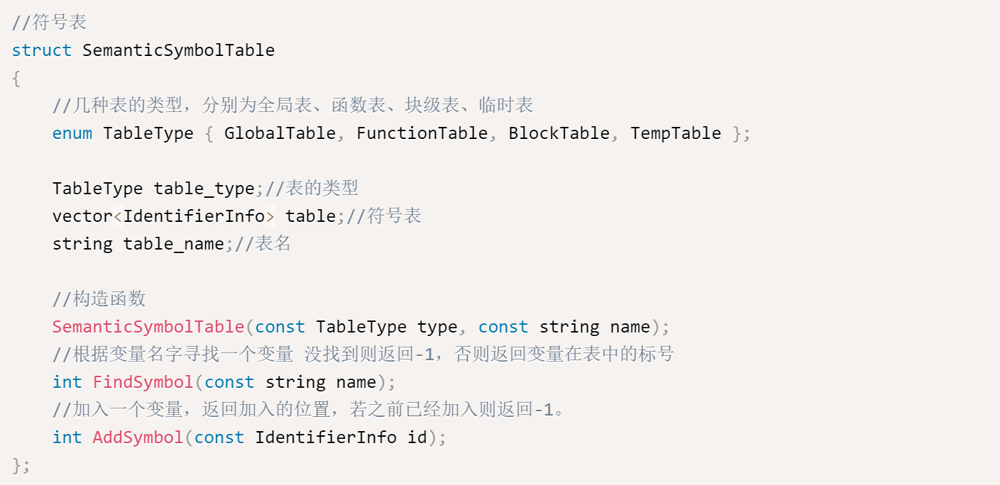 //符号表
struct SemanticSymbolTable
{
    //几种表的类型，分别为全局表、函数表、块级表、临时表
    enum TableType { GlobalTable, FunctionTable, BlockTable, TempTable };

    TableType table_type;//表的类型
    vector<IdentifierInfo> table;//符号表
    string table_name;//表名

    //构造函数
    SemanticSymbolTable(const TableType type, const string name);
    //根据变量名字寻找一个变量 没找到则返回-1，否则返回变量在表中的标号
    int FindSymbol(const string name);
    //加入一个变量，返回加入的位置，若之前已经加入则返回-1。
    int AddSymbol(const IdentifierInfo id);
};